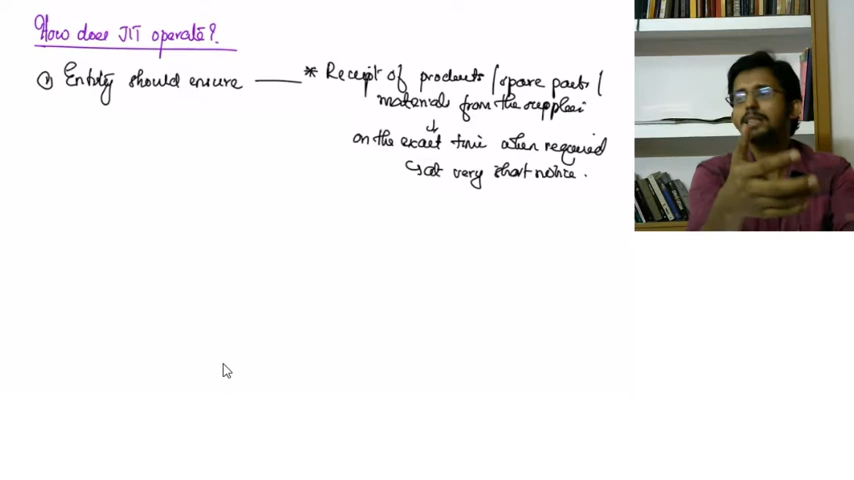 How does JIT operate?
① Entity should ensure —— * Receipt of products / spare parts /
materials from the supplier
↓
on the exact time when required
↳ at very short notice.